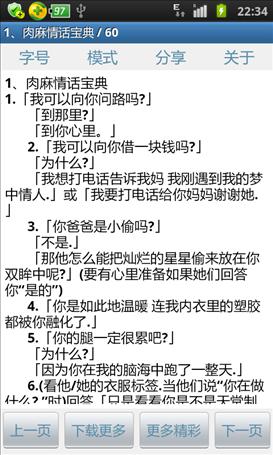 97 E 22:34
1、肉麻情话宝典 / 60
字号 模式 分享 关于
1、肉麻情话宝典
1.「我可以向你问路吗?」
「到那里?」
「到你心里。」
2.「我可以向你借一块钱吗?」
「为什么?」
「我想打电话告诉我妈 我刚遇到我的梦
中情人.」或「我要打电话给你妈妈谢谢她.
」
3.「你爸爸是小偷吗?」
「不是.」
「那他怎么能把灿烂的星星偷来放在你
双眸中呢?」(要有心里准备如果她们回答
你“是的”)
4.「你是如此地温暖 连我内衣里的塑胶
都被你融化了.」
5.「你的腿一定很累吧?」
「为什么?」
「因为你在我的脑海中跑了一整天.」
6.(看他/她的衣服标签.当他们说“你在做
什么? ”时)回答「只是看看你是不是天堂制
上一页 下载更多 更多精彩 下一页